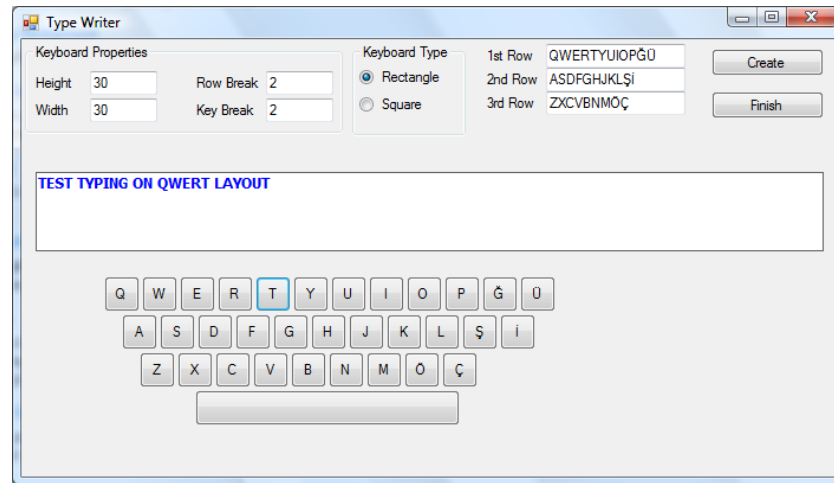 Type Writer
Keyboard Properties
Height 30 Row Break 2
Width 30 Key Break 2
Keyboard Type
Rectangle
Square
1st Row QWERTYUIOPĞÜ
2nd Row ASDFGHJKLŞİ
3rd Row ZXCVBNMÖÇ
Create
Finish
TEST TYPING ON QWERT LAYOUT
Q W E R T Y U I O P Ğ Ü
A S D F G H J K L Ş İ
Z X C V B N M Ö Ç